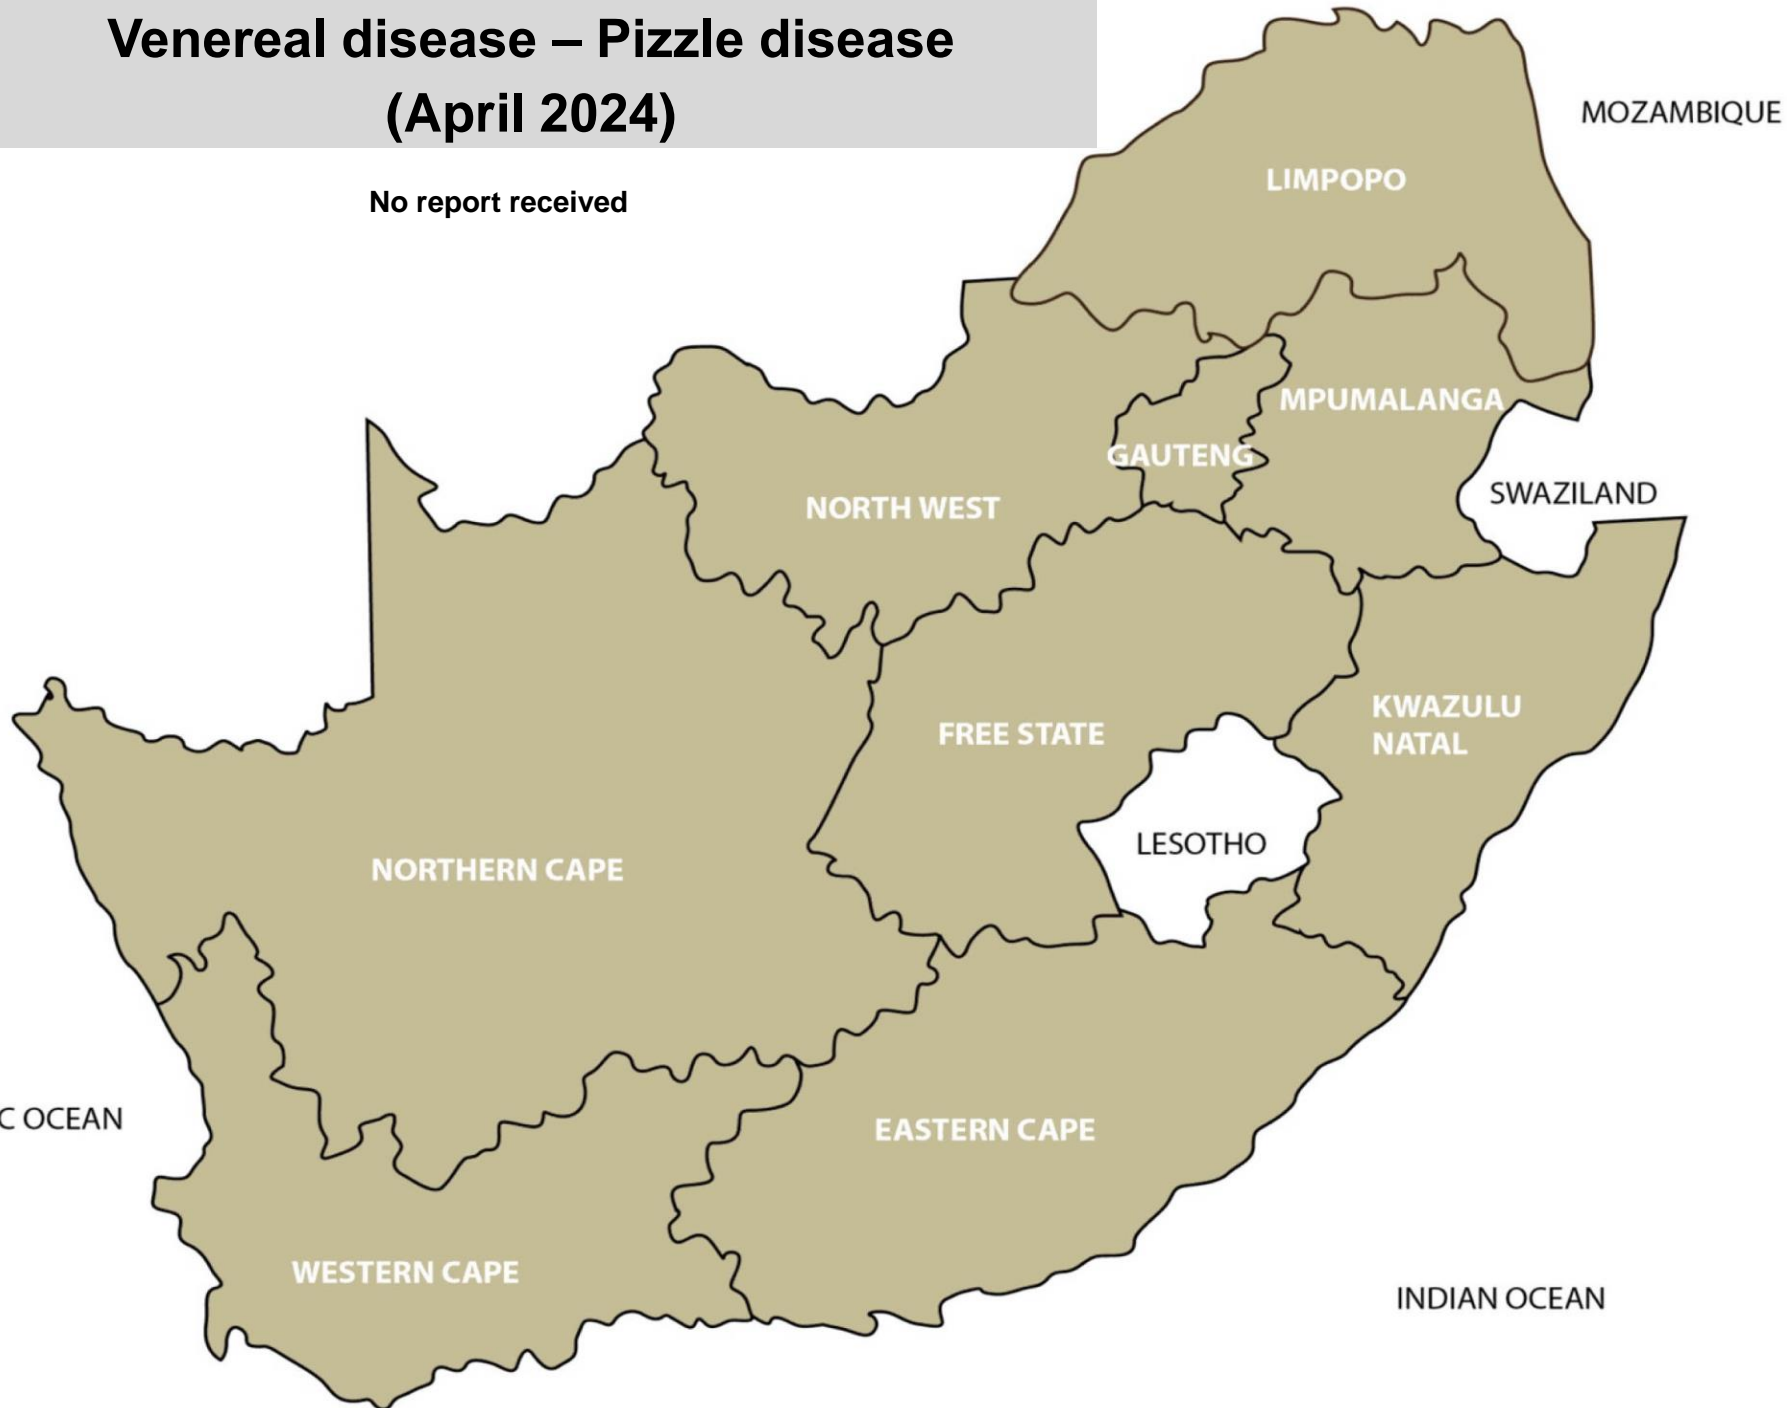 Venereal disease – Pizzle disease
(April 2024)
No report received
MOZAMBIQUE
LIMPOPO
MPUMALANGA
GAUTENG
SWAZILAND
NORTH WEST
KWAZULU
NATAL
FREE STATE
LESOTHO
NORTHERN CAPE
C OCEAN
EASTERN CAPE
WESTERN CAPE
INDIAN OCEAN